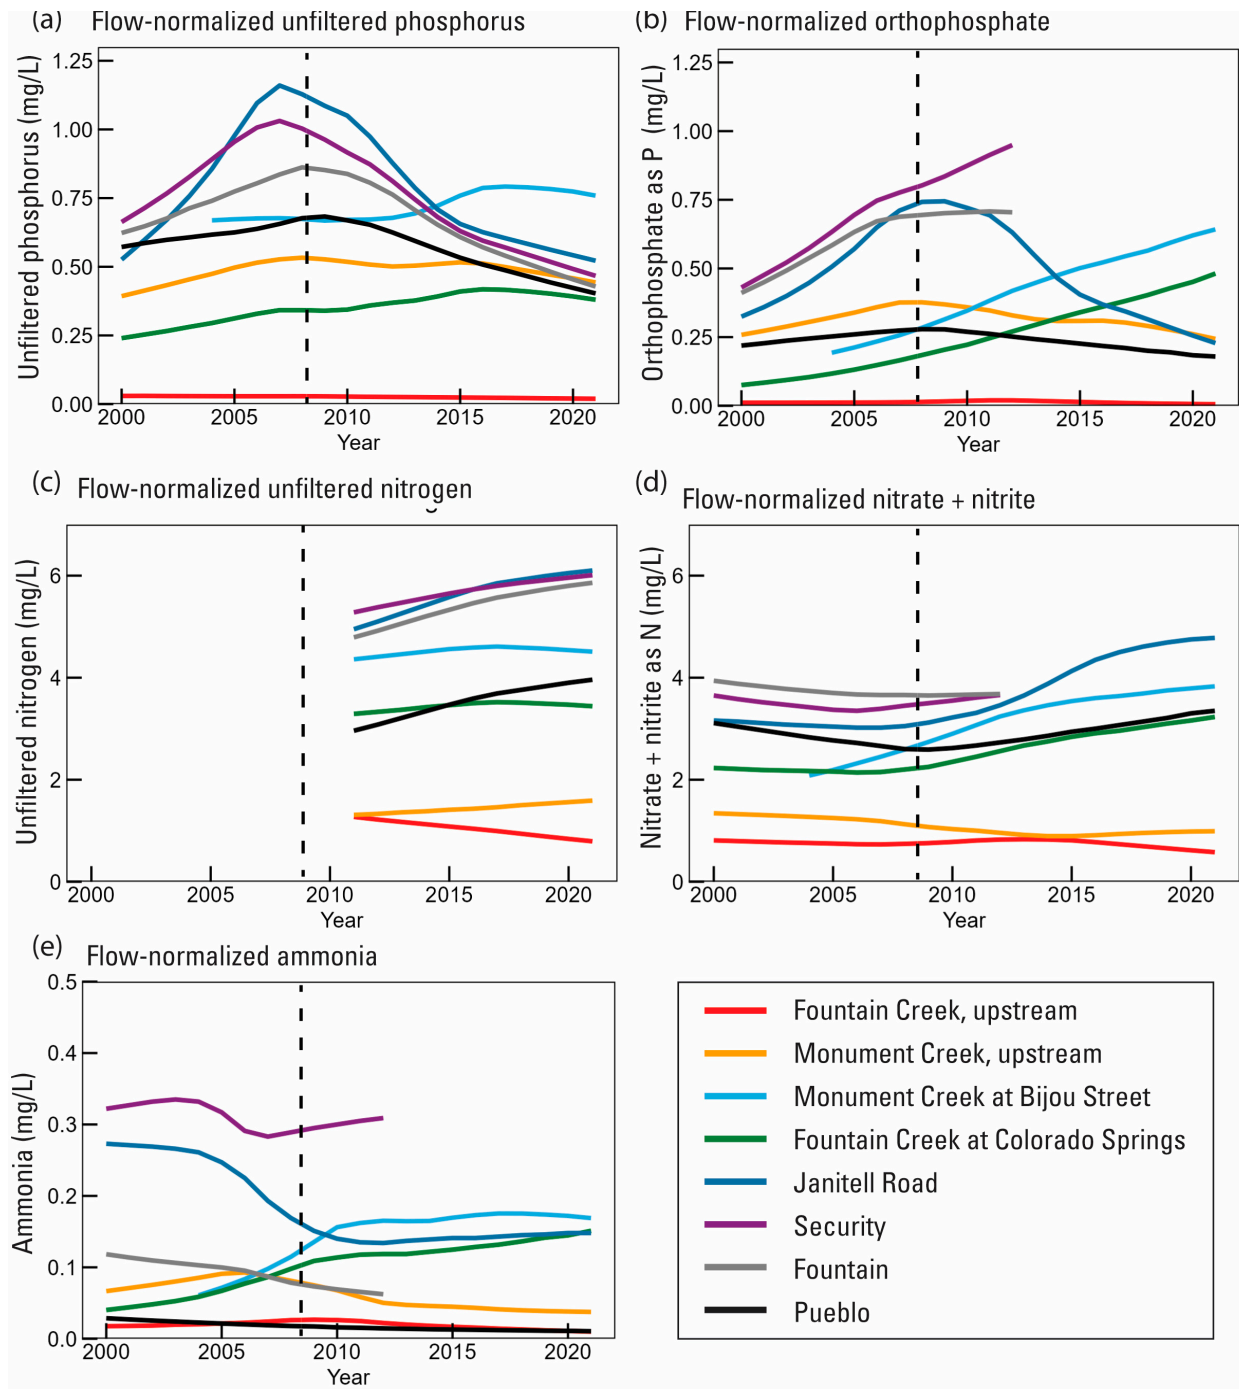 (a) Flow-normalized unfiltered phosphorus
Unfiltered phosphorus (mg/L)
1.25
1.00
0.75
0.50
0.25
0.00
2000 2005 2010 2015 2020
Year
(b) Flow-normalized orthophosphate
Orthophosphate as P (mg/L)
1.25
1.00
0.75
0.50
0.25
0.00
2000 2005 2010 2015 2020
Year
(c) Flow-normalized unfiltered nitrogen
Unfiltered nitrogen (mg/L)
6
4
2
0
2000 2005 2010 2015 2020
Year
(d) Flow-normalized nitrate + nitrite
Nitrate + nitrite as N (mg/L)
6
4
2
0
2000 2005 2010 2015 2020
Year
(e) Flow-normalized ammonia
Ammonia (mg/L)
0.5
0.4
0.3
0.2
0.1
0.0
2000 2005 2010 2015 2020
Year
Fountain Creek, upstream
Monument Creek, upstream
Monument Creek at Bijou Street
Fountain Creek at Colorado Springs
Janitell Road
Security
Fountain
Pueblo